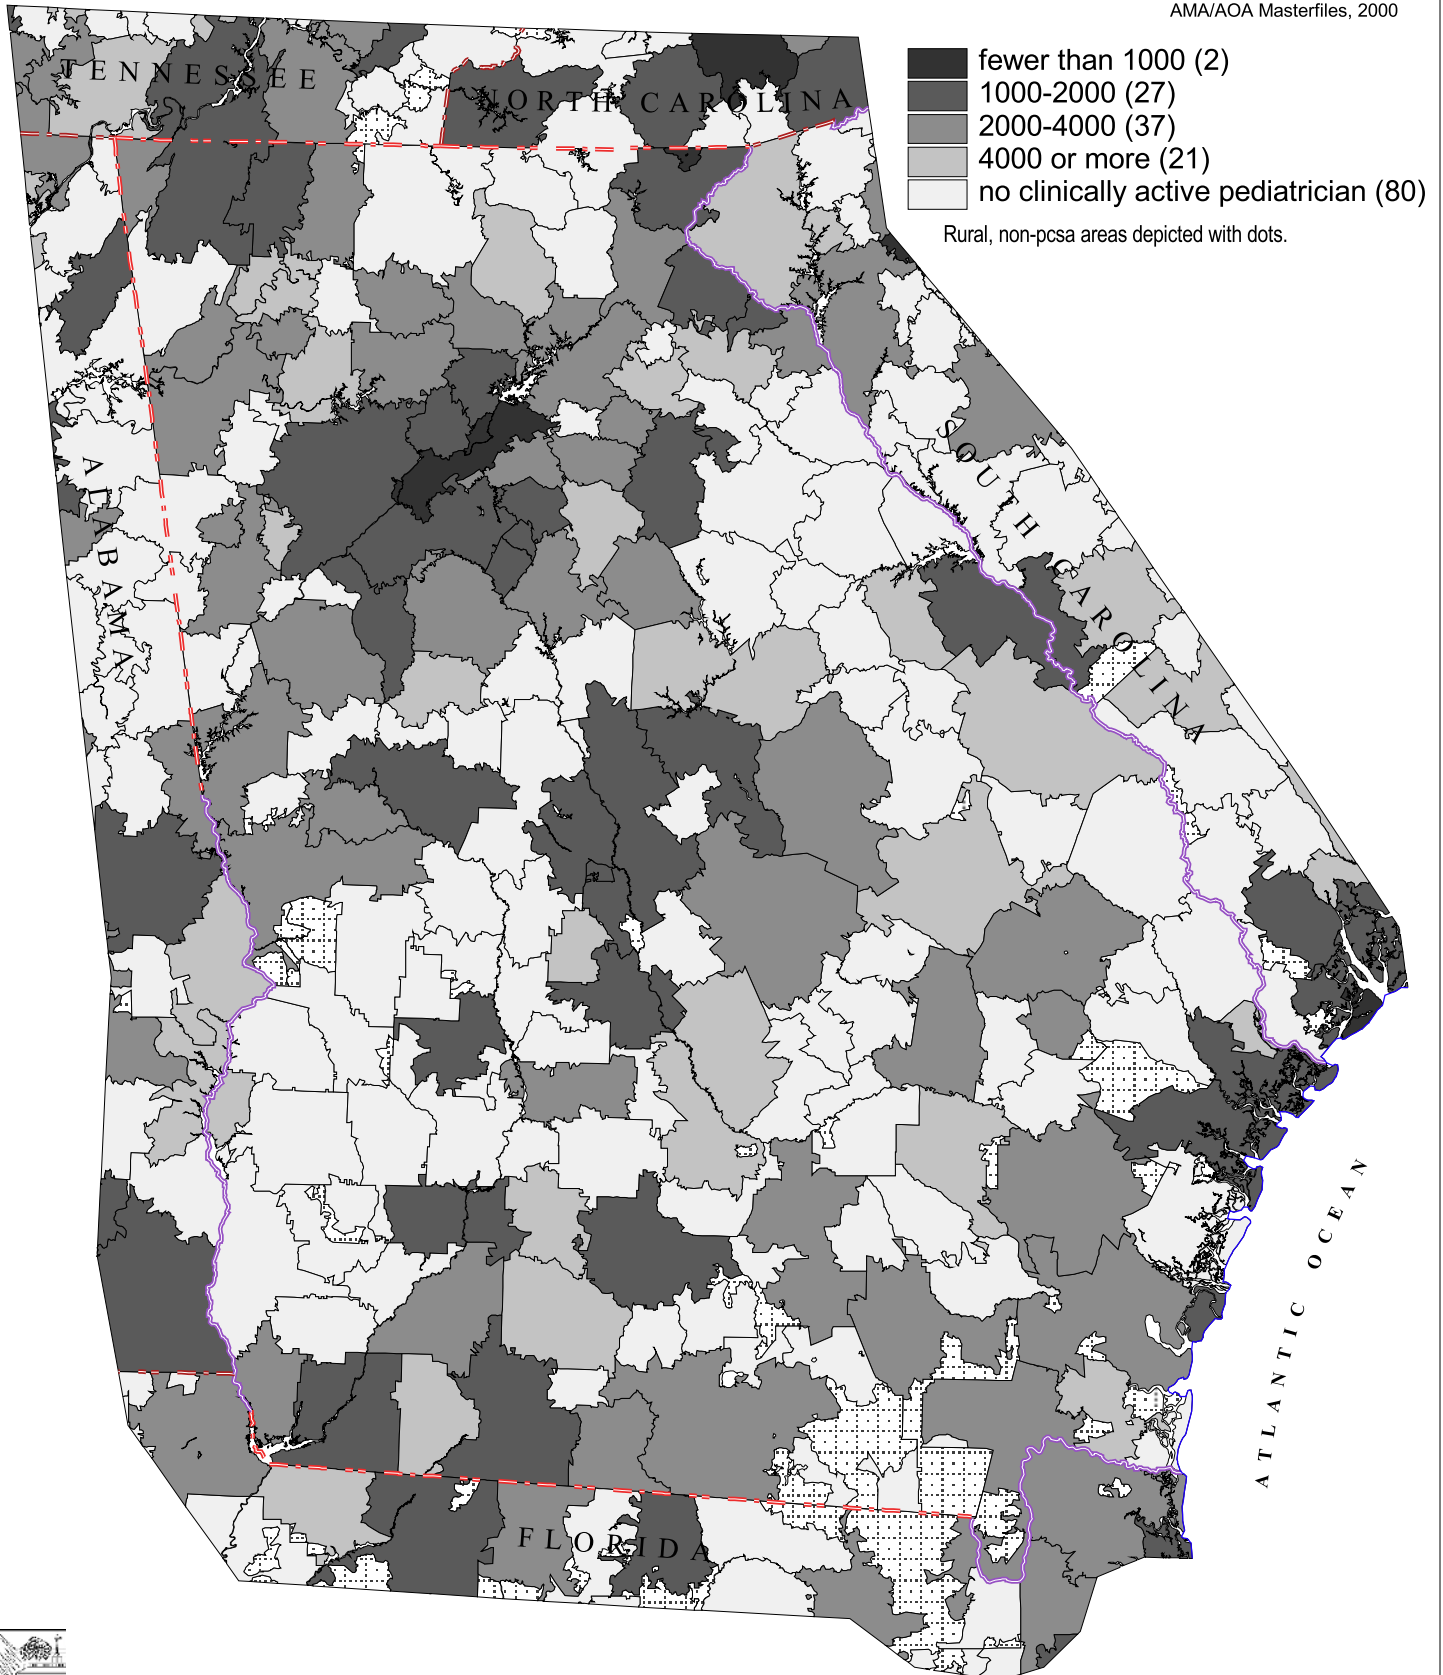 AMA/AOA Masterfiles, 2000
fewer than 1000 (2)
1000-2000 (27)
2000-4000 (37)
4000 or more (21)
no clinically active pediatrician (80)
Rural, non-pcsa areas depicted with dots.
TENNESSEE
NORTH CAROLINA
SOUTH CAROLINA
ALABAMA
ATLANTIC OCEAN
FLORIDA